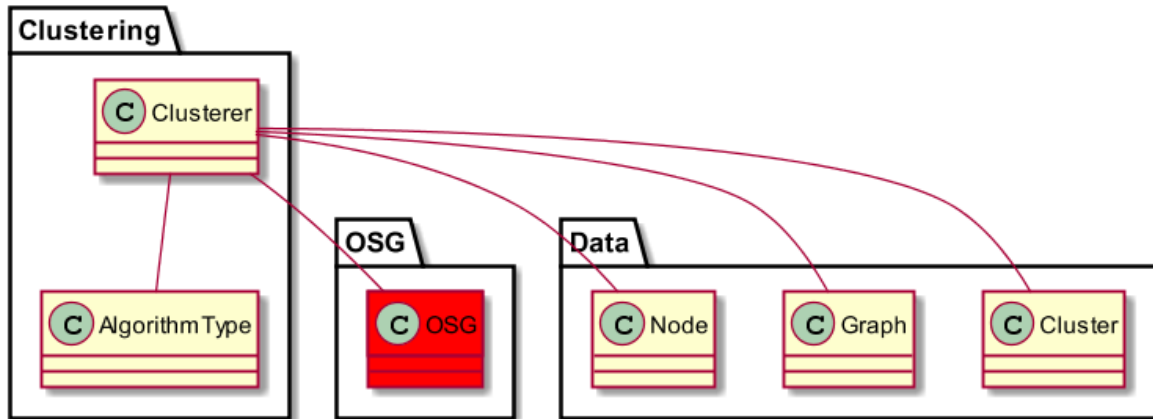 Clustering
C Clusterer
OSG
Data
C AlgorithmType
C OSG
C Node
C Graph
C Cluster